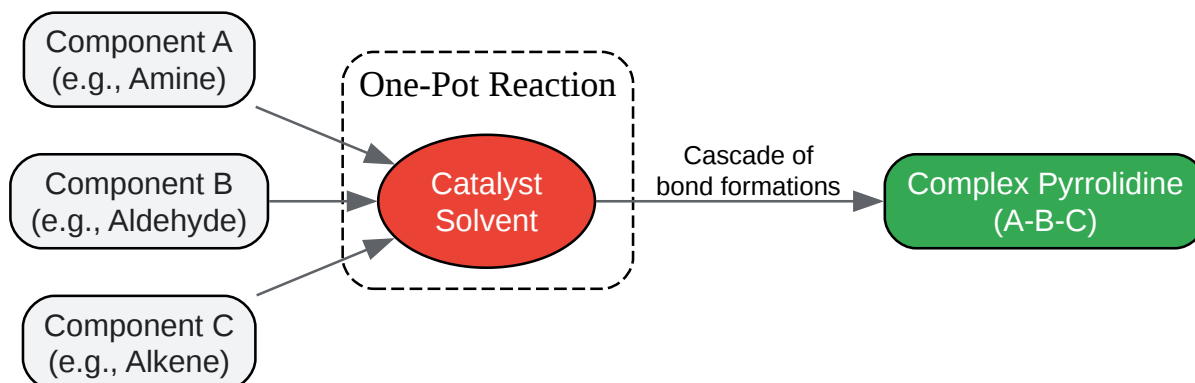 Component A
(e.g., Amine)
One-Pot Reaction
Component B
(e.g., Aldehyde)
Catalyst
Solvent
Cascade of
bond formations
Complex Pyrrolidine
(A-B-C)
Component C
(e.g., Alkene)